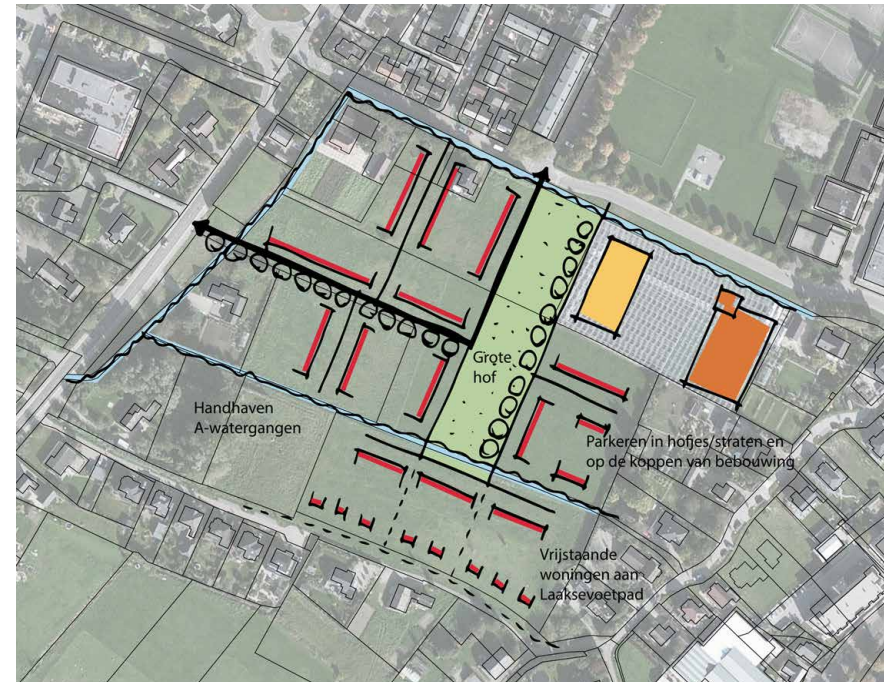 Grote
hof
Handhaven
A-watergangen
Parkeren in hofjes/straten en
op de koppen van bebouwing
Vrijstaande
woningen aan
Laaksevoetpad